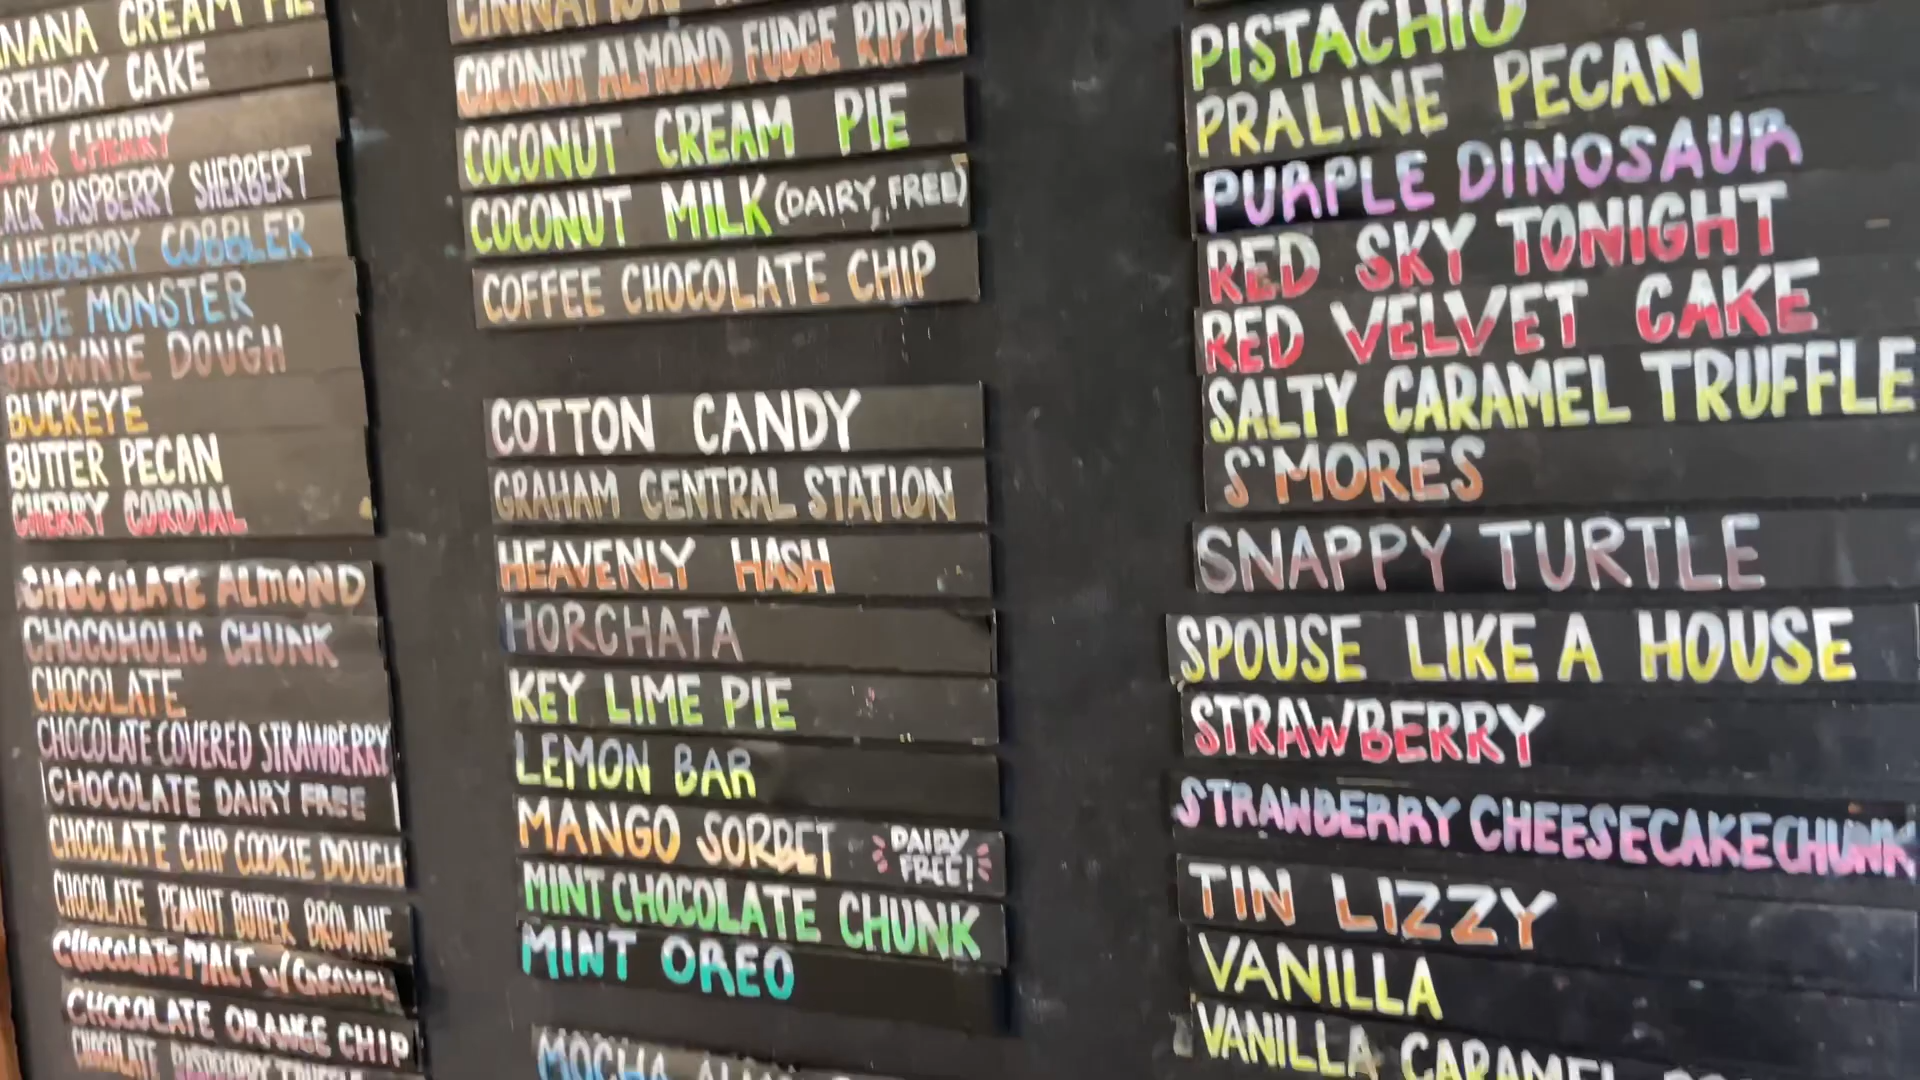 CREAM PIE
CAKE
CHERRY
RASPBERRY SHERBERT
BLUEBERRY COBBLER
BLUE MONSTER
BROWNIE DOUGH
BUCKEYE
BUTTER PECAN
CHERRY CORDIAL
CHOCOLATE ALMOND
CHOCOHOLIC CHUNK
CHOCOLATE
CHOCOLATE COVERED STRAWBERRY
CHOCOLATE DAIRY FREE
CHOCOLATE CHIP COOKIE DOUGH
CHOCOLATE PEANUT BUTTER BROWNIE
CHOCOLATE MALT w/ CARAMEL
CHOCOLATE ORANGE CHIP
CHOCOLATE RASPBERRY TRUFFLE
CINNAMON
COCONUT ALMOND FUDGE RIPPLE
COCONUT CREAM PIE
COCONUT MILK (DAIRY FREE)
COFFEE CHOCOLATE CHIP
COTTON CANDY
GRAHAM CENTRAL STATION
HEAVENLY HASH
HORCHATA
KEY LIME PIE
LEMON BAR
MANGO SORBET DAIRY FREE!
MINT CHOCOLATE CHUNK
MINT OREO
MOCHA
PISTACHIO
PRALINE PECAN
PURPLE DINOSAUR
RED SKY TONIGHT
RED VELVET CAKE
SALTY CARAMEL TRUFFLE
S'MORES
SNAPPY TURTLE
SPOUSE LIKE A HOUSE
STRAWBERRY
STRAWBERRY CHEESECAKE CHUNK
TIN LIZZY
VANILLA
VANILLA CARAMEL